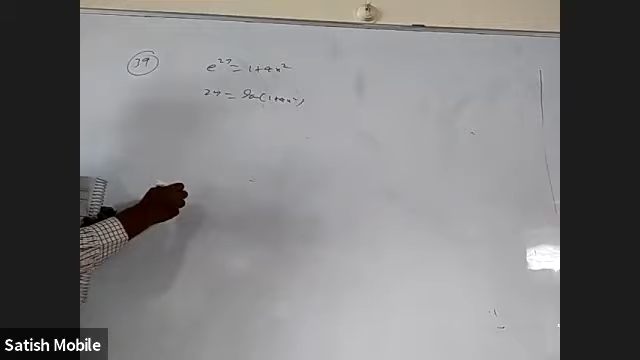 39
e^{2y} = 1+4x^2
2y = ln(1+4x^2)
Satish Mobile